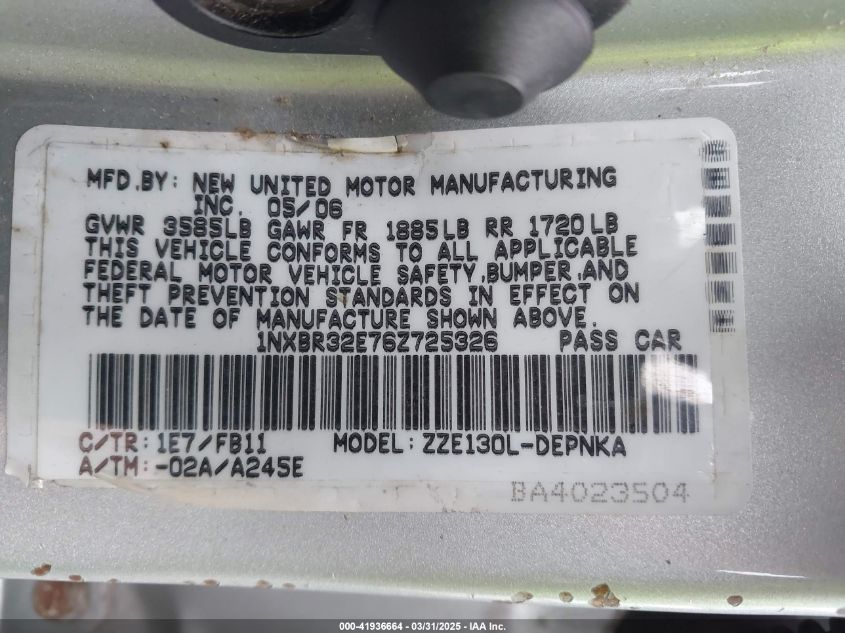 MFD.BY: NEW UNITED MOTOR MANUFACTURING
INC. 05/06
GVWR 3585LB GAWR FR 1885LB RR 1720LB
THIS VEHICLE CONFORMS TO ALL APPLICABLE
FEDERAL MOTOR VEHICLE SAFETY,BUMPER,AND
THEFT PREVENTION STANDARDS IN EFFECT ON
THE DATE OF MANUFACTURE SHOWN ABOVE.
1NXBR32E76Z725326 PASS CAR
C/TR: 1E7/FB11 MODEL: ZZE130L-DEPNKA
A/TM: -02A/A245E
BA4023504
000-41936664 - 03/31/2025 - IAA Inc.